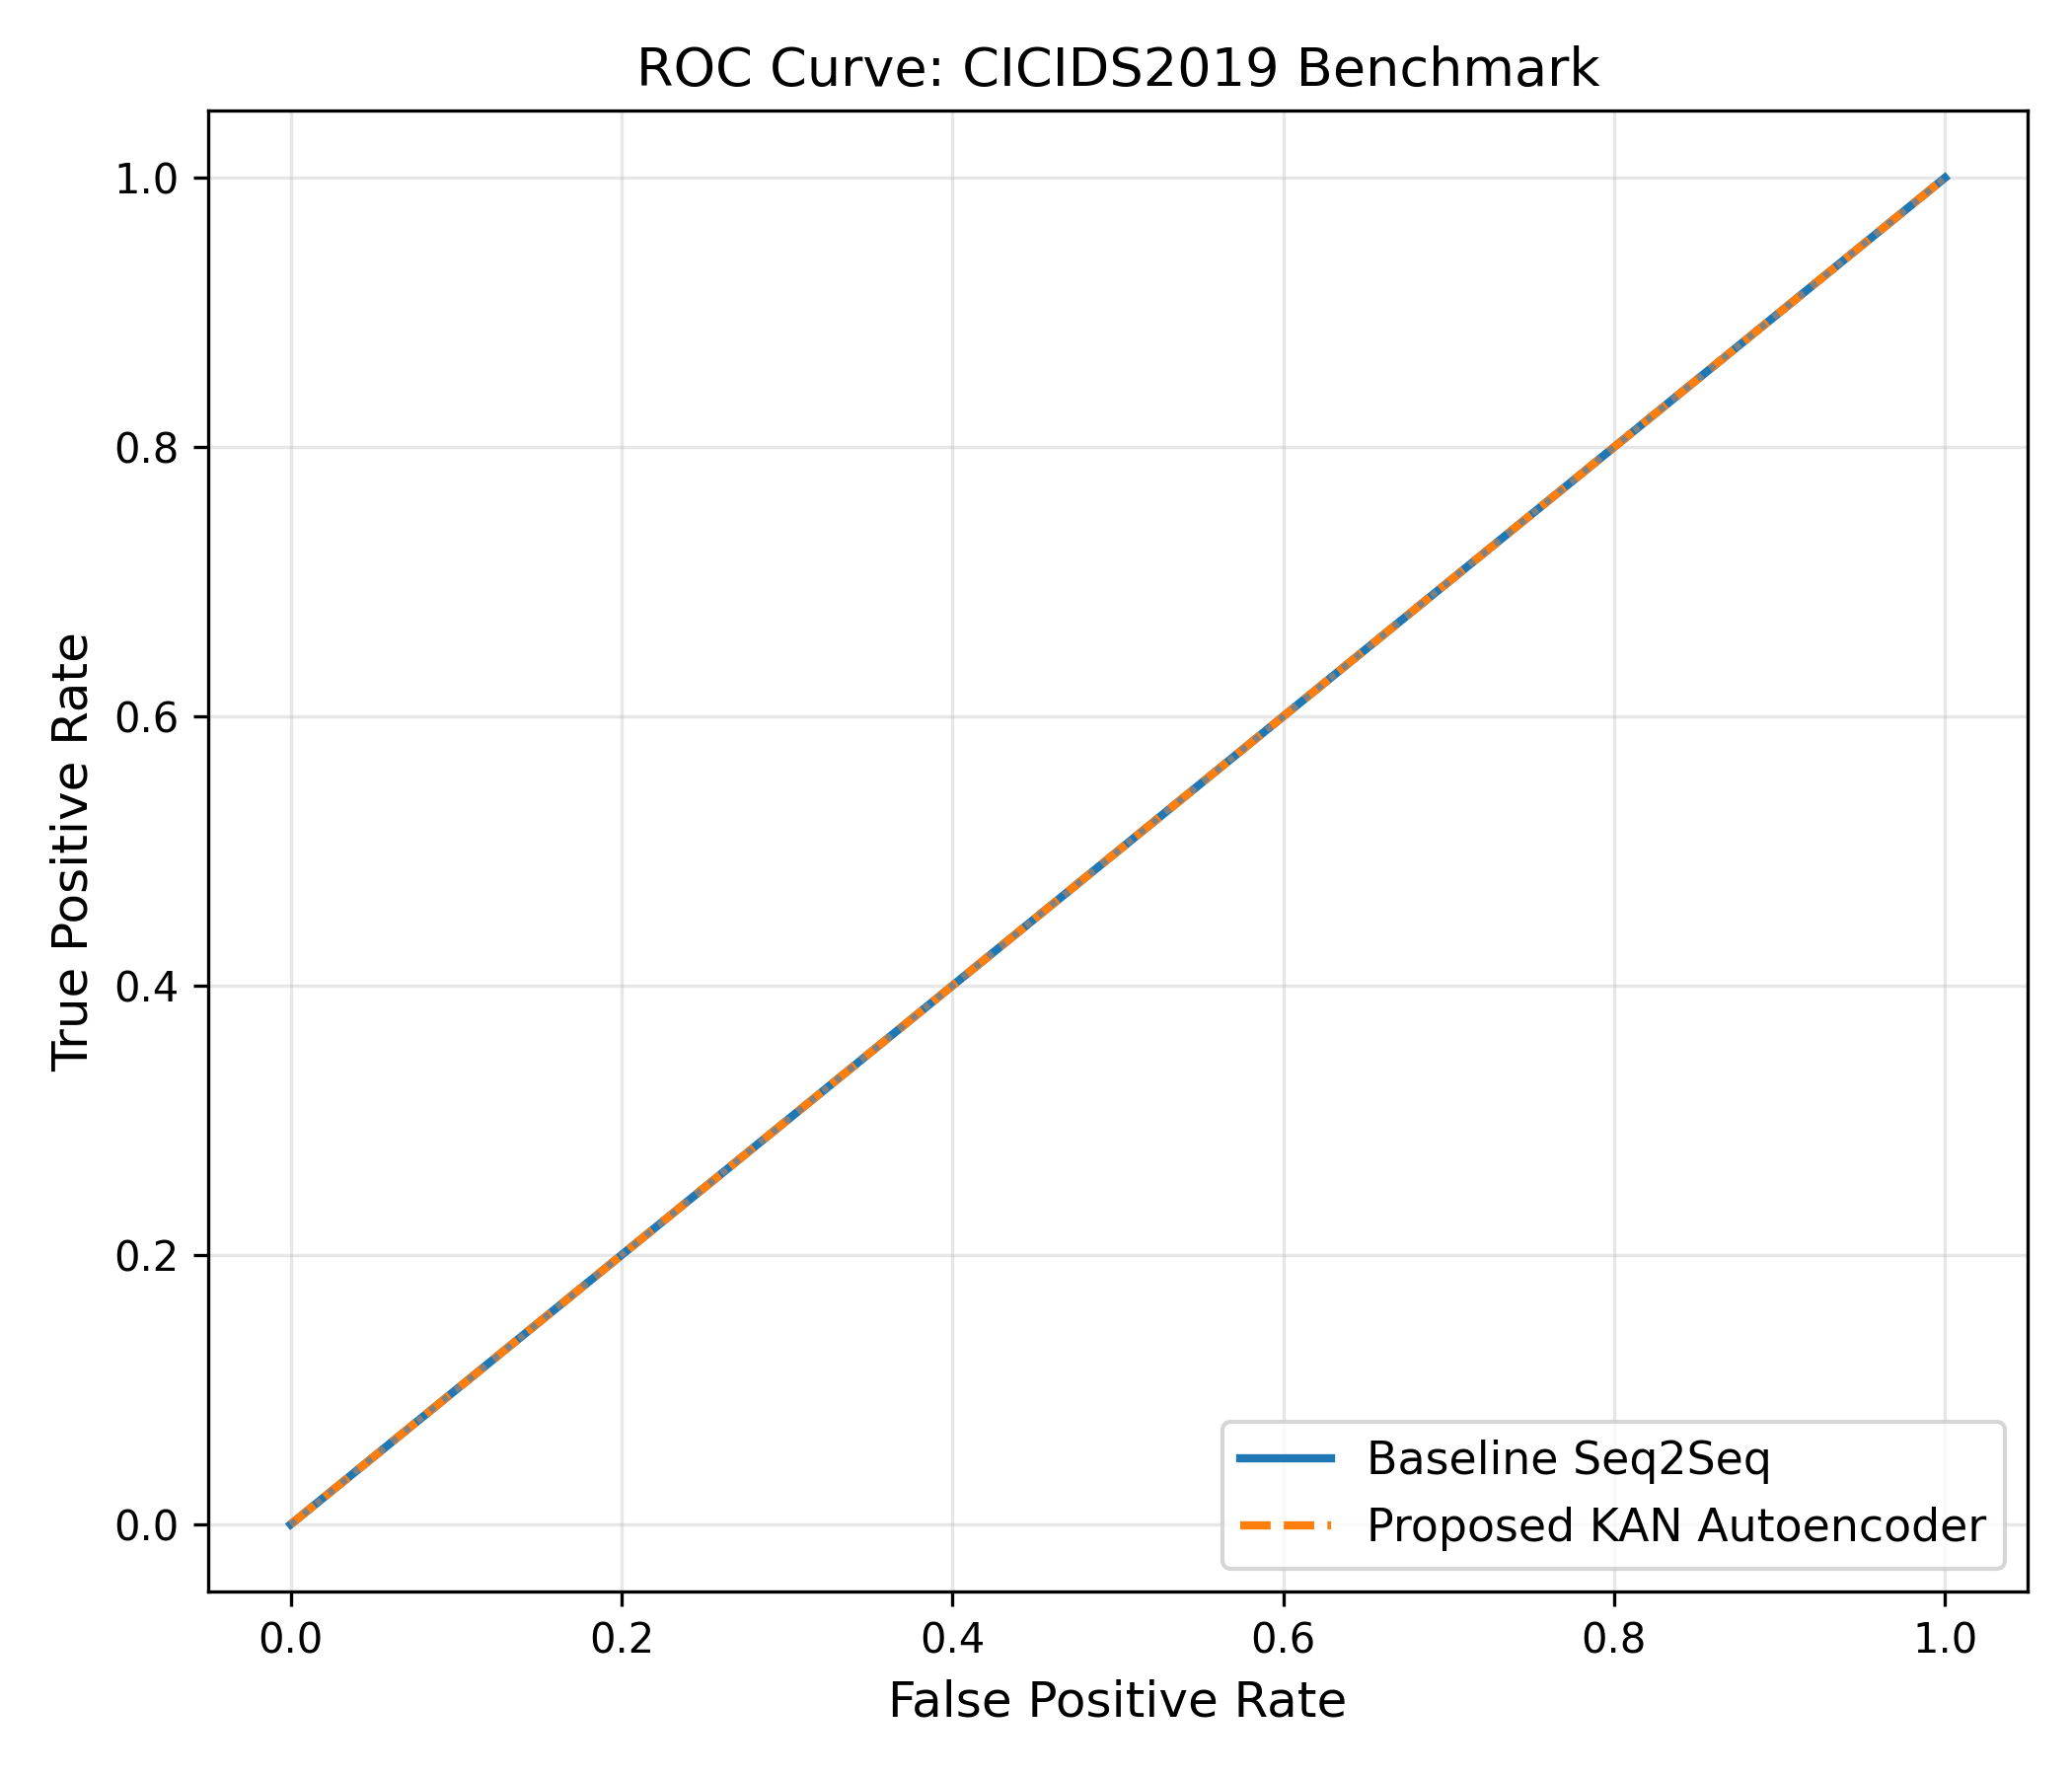 ROC Curve: CICIDS2019 Benchmark
True Positive Rate
1.0
0.8
0.6
0.4
0.2
0.0
0.0 0.2 0.4 0.6 0.8 1.0
False Positive Rate
Baseline Seq2Seq
Proposed KAN Autoencoder